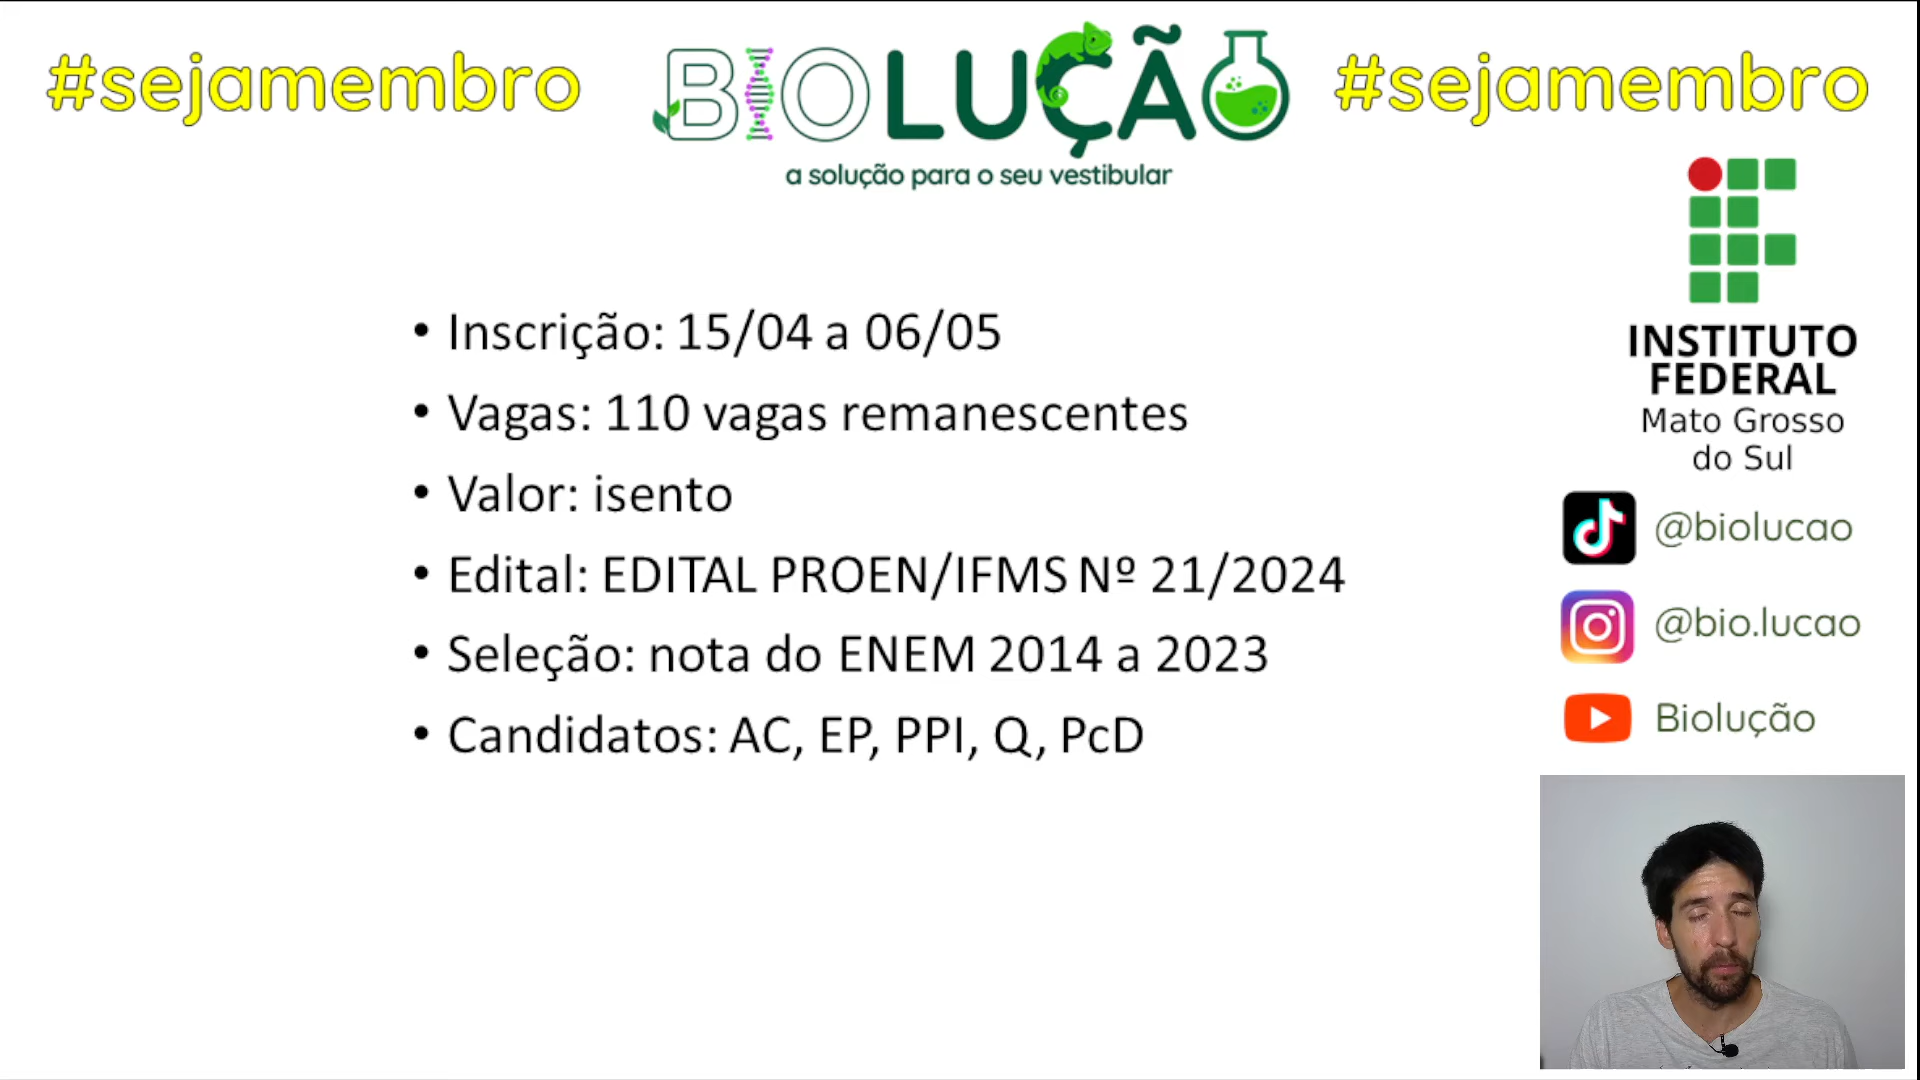 #sejamembro
BIOLUÇÃO
#sejamembro
a solução para o seu vestibular
• Inscrição: 15/04 a 06/05
• Vagas: 110 vagas remanescentes
• Valor: isento
• Edital: EDITAL PROEN/IFMS Nº 21/2024
• Seleção: nota do ENEM 2014 a 2023
• Candidatos: AC, EP, PPI, Q, PcD
INSTITUTO
FEDERAL
Mato Grosso
do Sul
@biolucao
@bio.lucao
Biolução